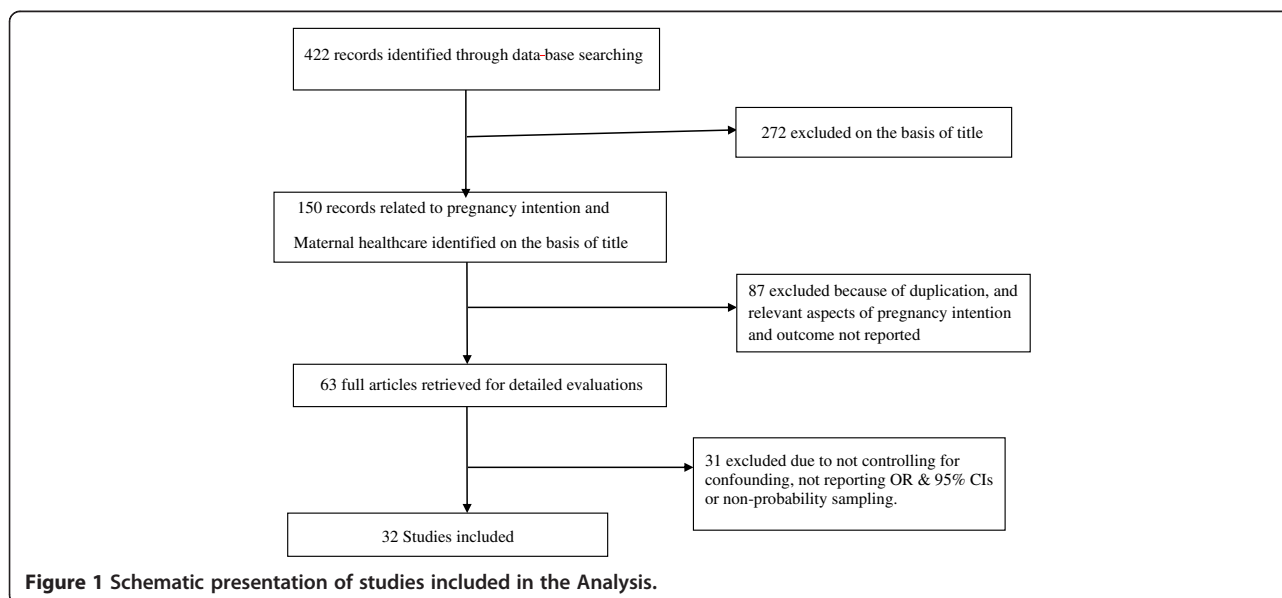 422 records identified through data-base searching
272 excluded on the basis of title
150 records related to pregnancy intention and
Maternal healthcare identified on the basis of title
87 excluded because of duplication, and
relevant aspects of pregnancy intention
and outcome not reported
63 full articles retrieved for detailed evaluations
31 excluded due to not controlling for
confounding, not reporting OR & 95% CIs
or non-probability sampling.
32 Studies included
Figure 1 Schematic presentation of studies included in the Analysis.